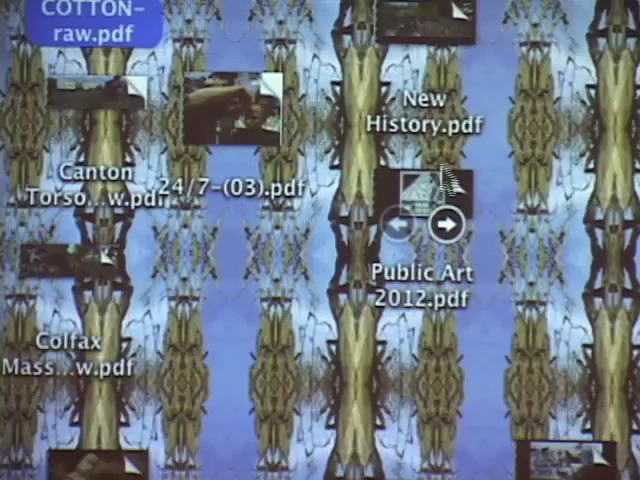 COTTON-
raw.pdf
New
History.pdf
Canton
Torso...w.pdf
24/7-(03).pdf
Public Art
2012.pdf
Colfax
Mass...w.pdf